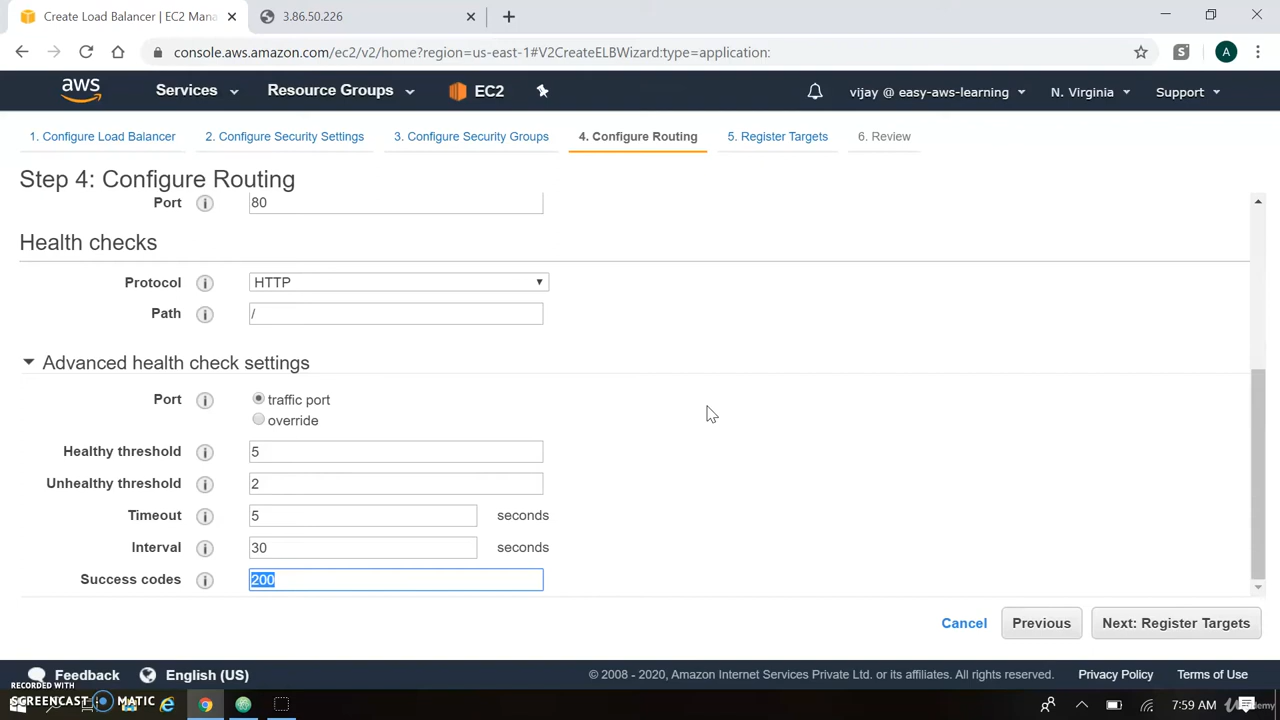 Create Load Balancer | EC2 Mana
3.86.50.226
console.aws.amazon.com/ec2/v2/home?region=us-east-1#V2CreateELBWizard:type=application:
S
A
aws
Services
Resource Groups
EC2
vijay @ easy-aws-learning
N. Virginia
Support
1. Configure Load Balancer
2. Configure Security Settings
3. Configure Security Groups
4. Configure Routing
5. Register Targets
6. Review
Step 4: Configure Routing
Port
80
Health checks
Protocol
HTTP
Path
/
Advanced health check settings
Port
traffic port
override
Healthy threshold
5
Unhealthy threshold
2
Timeout
5
seconds
Interval
30
seconds
Success codes
200
Cancel
Previous
Next: Register Targets
Feedback
English (US)
© 2008 - 2020, Amazon Internet Services Private Ltd. or its affiliates. All rights reserved.
Privacy Policy
Terms of Use
RECORDED WITH
SCREENCAST MATIC
7:59 AM
Udemy